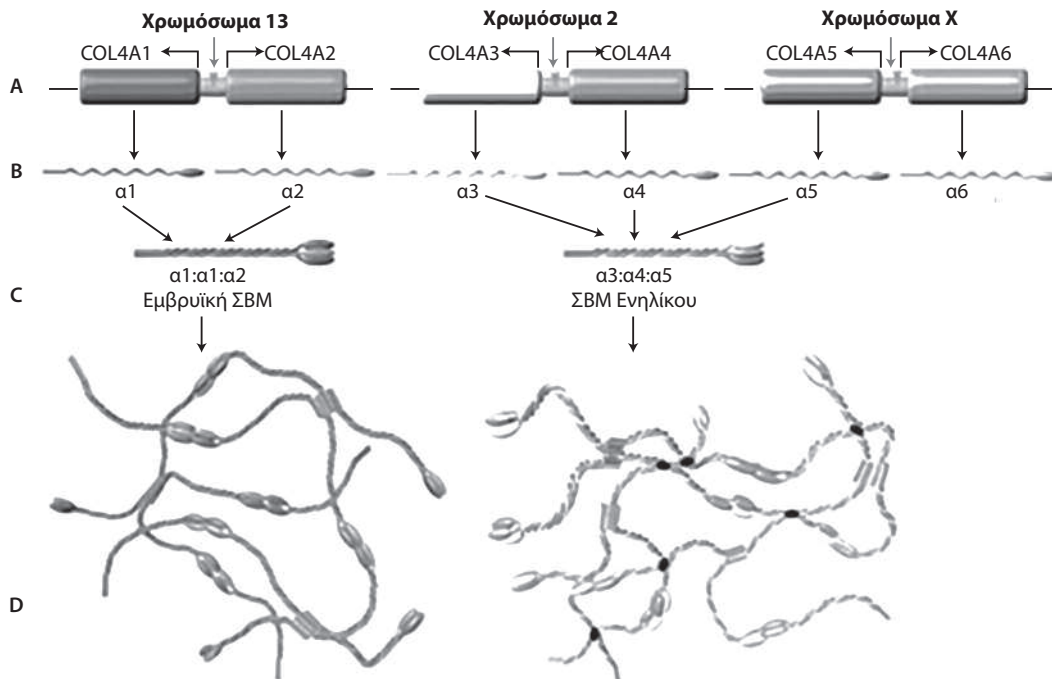 Χρωμόσωμα 13 Χρωμόσωμα 2 Χρωμόσωμα Χ
COL4A1 COL4A2 COL4A3 COL4A4 COL4A5 COL4A6
A
B
α1 α2 α3 α4 α5 α6
α1:α1:α2 α3:α4:α5
C
Εμβρυϊκή ΣΒΜ ΣΒΜ Ενηλίκου
D